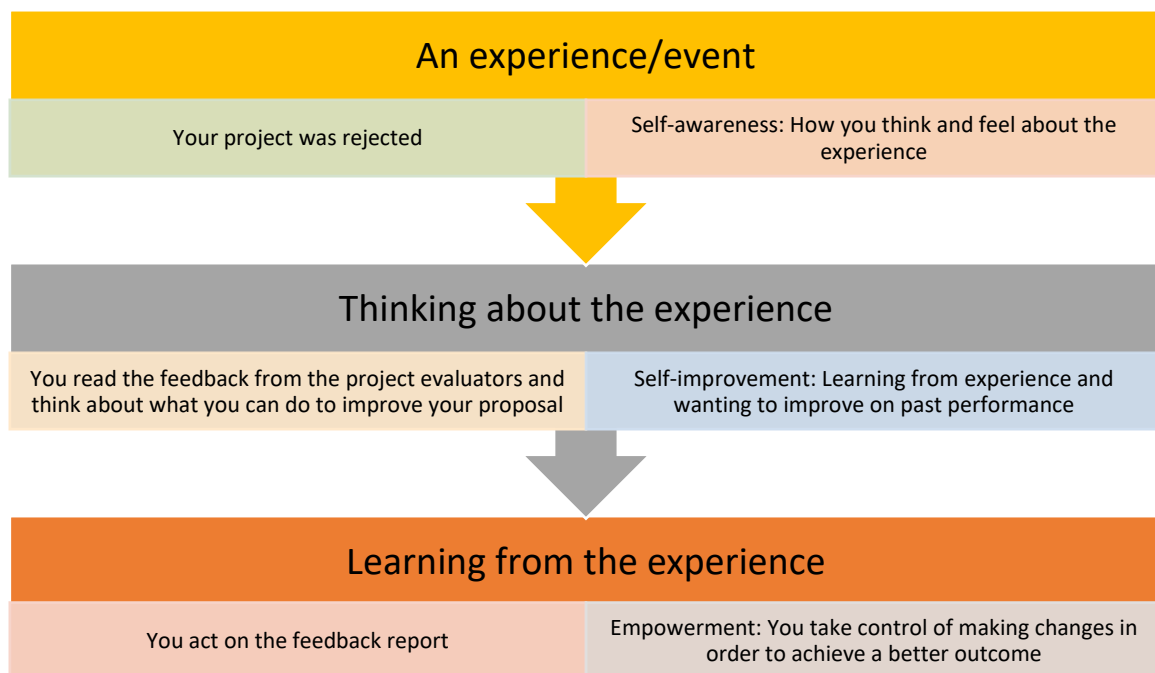 An experience/event
Your project was rejected
Self-awareness: How you think and feel about the
experience
Thinking about the experience
You read the feedback from the project evaluators and
think about what you can do to improve your proposal
Self-improvement: Learning from experience and
wanting to improve on past performance
Learning from the experience
You act on the feedback report
Empowerment: You take control of making changes in
order to achieve a better outcome